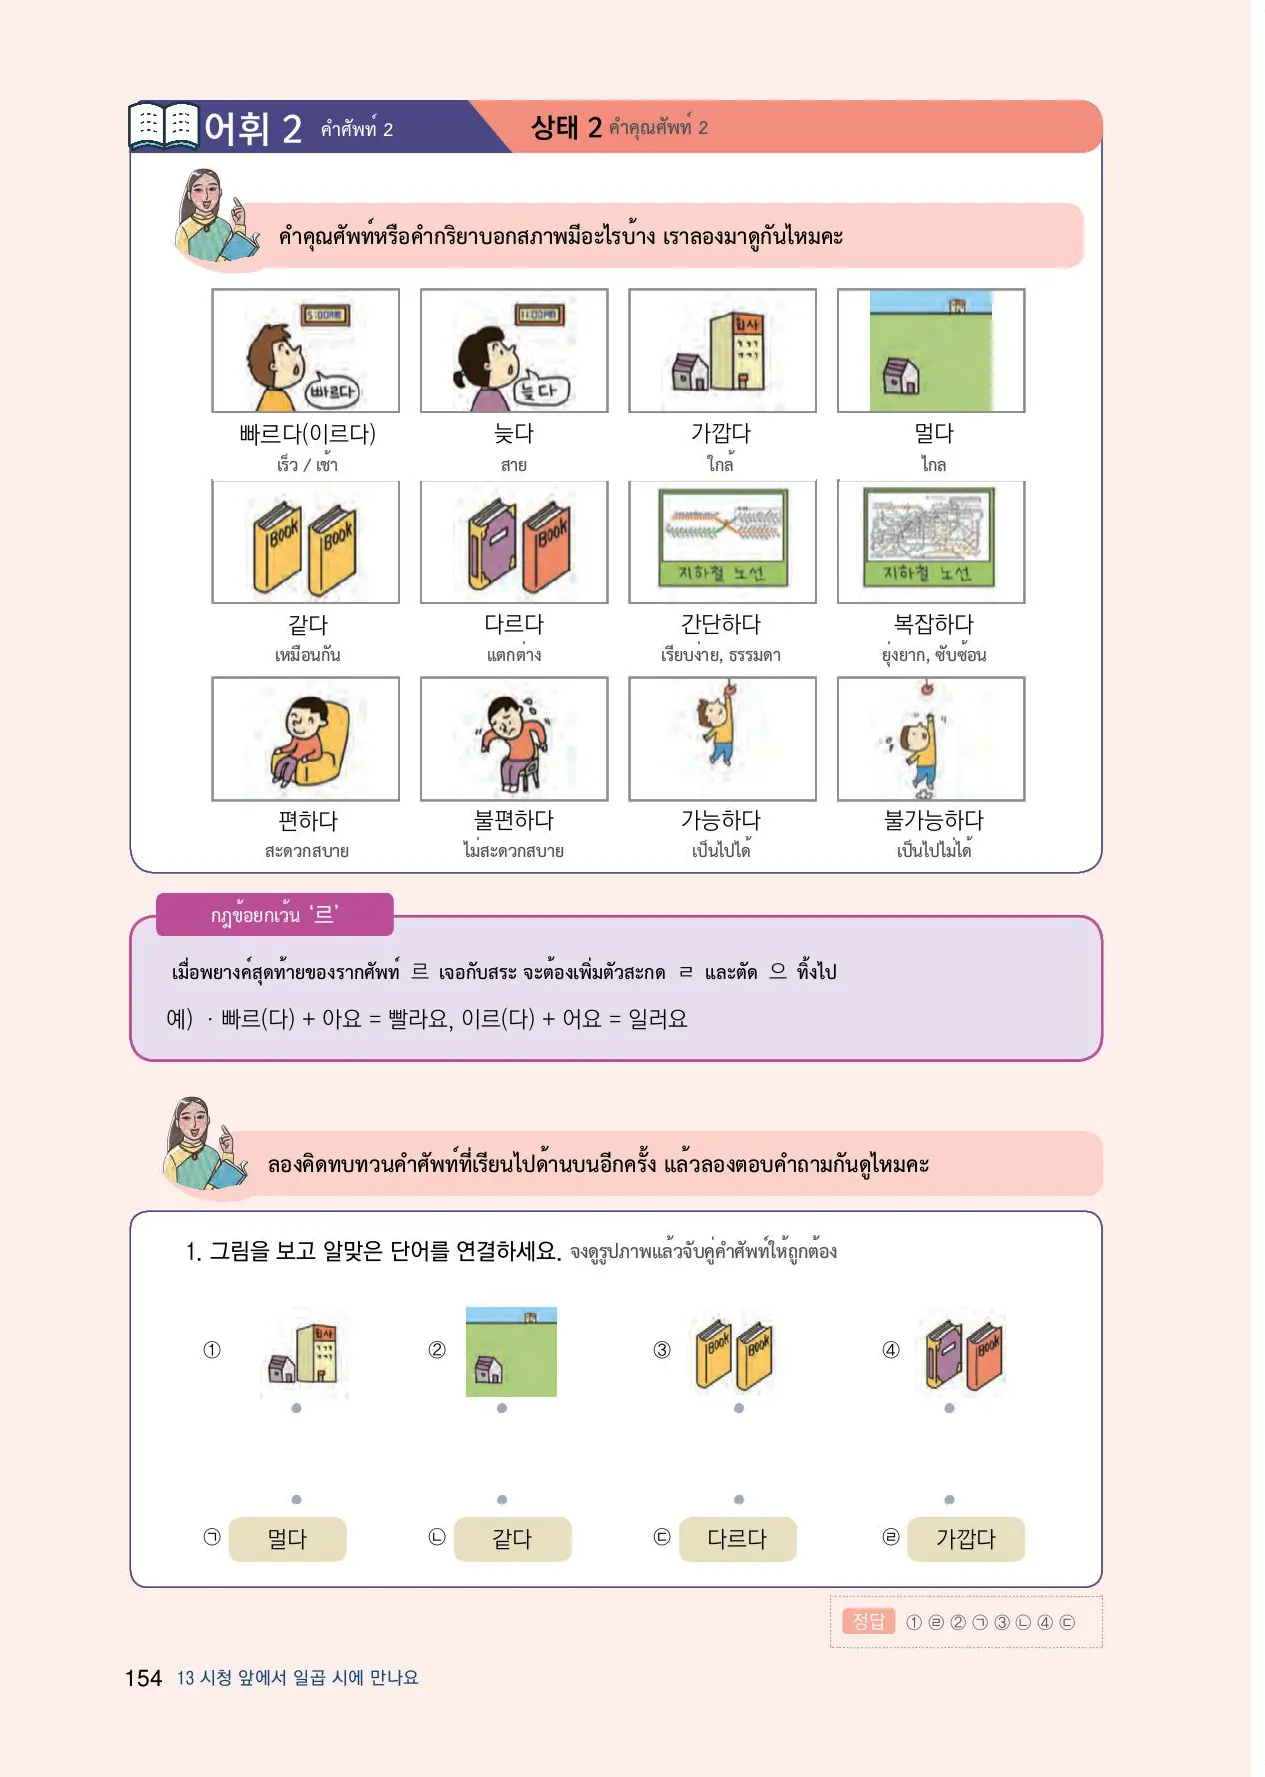 어휘 2 คำศัพท์ 2 상태 2 คำคุณศัพท์ 2
คำคุณศัพท์หรือคำกริยาบอกสภาพมีอะไรบ้าง เราลองมาดูกันไหมคะ
5:00AM 11:00PM 회사
빠르다 늦다
빠르다(이르다) 늦다 가깝다 멀다
เร็ว / เช้า สาย ใกล้ ไกล
BOOK BOOK BOOK 지하철 노선 지하철 노선
같다 다르다 간단하다 복잡하다
เหมือนกัน แตกต่าง เรียบง่าย, ธรรมดา ยุ่งยาก, ซับซ้อน
편하다 불편하다 가능하다 불가능하다
สะดวกสบาย ไม่สะดวกสบาย เป็นไปได้ เป็นไปไม่ได้
กฎข้อยกเว้น ‘르’
เมื่อพยางค์สุดท้ายของรากศัพท์ 르 เจอกับสระ จะต้องเพิ่มตัวสะกด ㄹ และตัด 으 ทิ้งไป
예) · 빠르(다) + 아요 = 빨라요, 이르(다) + 어요 = 일러요
ลองคิดทบทวนคำศัพท์ที่เรียนไปด้านบนอีกครั้ง แล้วลองตอบคำถามกันดูไหมคะ
1. 그림을 보고 알맞은 단어를 연결하세요. จงดูรูปภาพแล้วจับคู่คำศัพท์ให้ถูกต้อง
① 회사 ② ③ BOOK BOOK ④ BOOK
㉠ 멀다 ㉡ 같다 ㉢ 다르다 ㉣ 가깝다
정답 ① ㉣ ② ㉠ ③ ㉡ ④ ㉢
154 13 시청 앞에서 일곱 시에 만나요